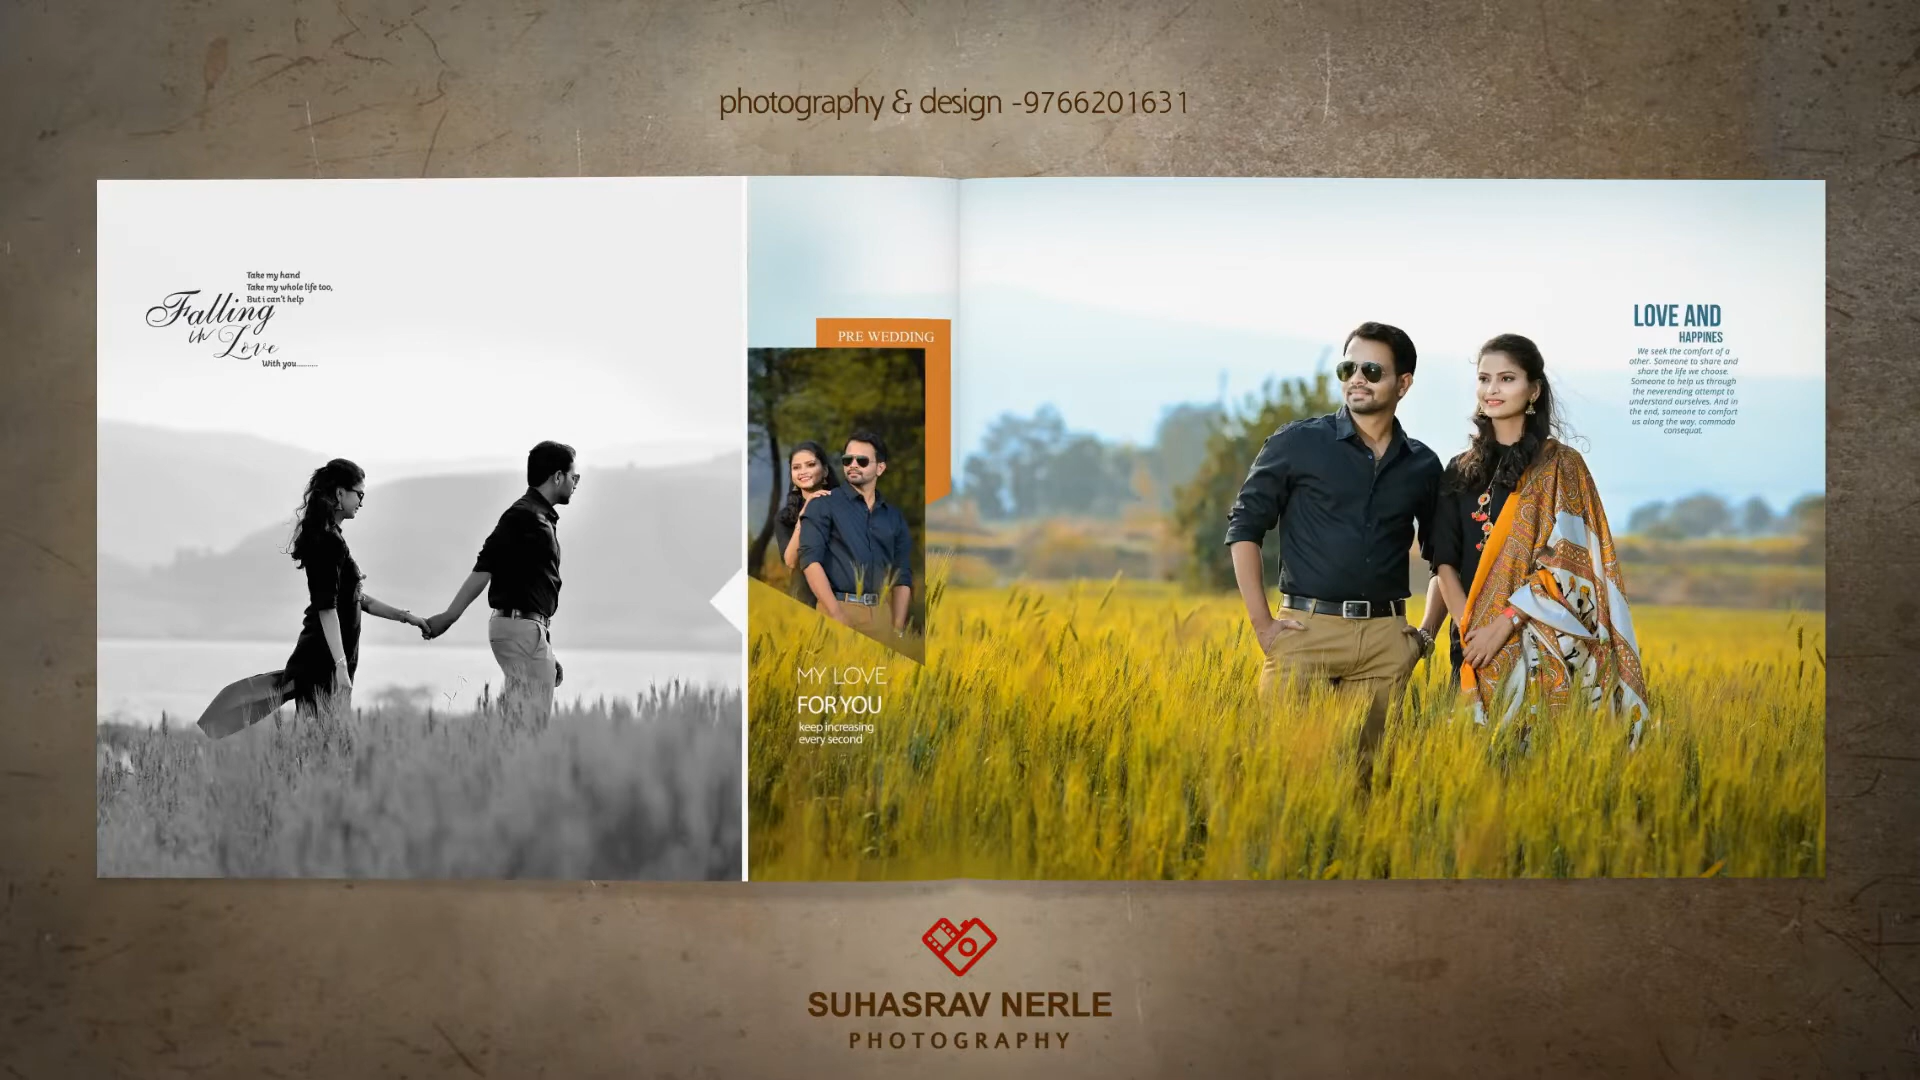 photography & design -9766201631
Take my hand
Take my whole life too,
But i can't help
Falling
in
Love
With you..........
PRE WEDDING
MY LOVE
FOR YOU
keep increasing
every second
LOVE AND
HAPPINES
We seek the comfort of a
other. Someone to share and
share the life we choose.
Someone to help us through
the neverending attempt to
understand ourselves. And in
the end, someone to comfort
us along the way, commodo
consequat.
SUHASRAV NERLE
PHOTOGRAPHY